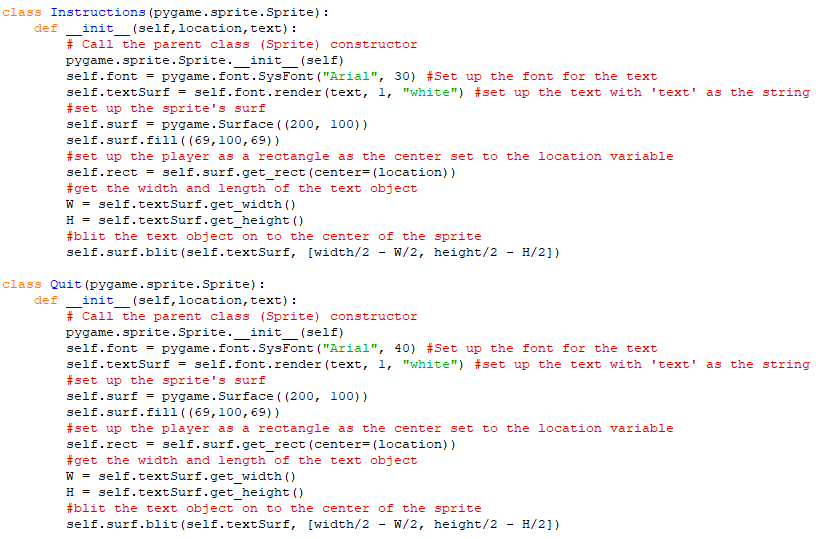 class Instructions(pygame.sprite.Sprite):
    def __init__(self,location,text):
        # Call the parent class (Sprite) constructor
        pygame.sprite.Sprite.__init__(self)
        self.font = pygame.font.SysFont("Arial", 30) #Set up the font for the text
        self.textSurf = self.font.render(text, 1, "white") #set up the text with 'text' as the string
        #set up the sprite's surf
        self.surf = pygame.Surface((200, 100))
        self.surf.fill((69,100,69))
        #set up the player as a rectangle as the center set to the location variable
        self.rect = self.surf.get_rect(center=(location))
        #get the width and length of the text object
        W = self.textSurf.get_width()
        H = self.textSurf.get_height()
        #blit the text object on to the center of the sprite
        self.surf.blit(self.textSurf, [width/2 - W/2, height/2 - H/2])

class Quit(pygame.sprite.Sprite):
    def __init__(self,location,text):
        # Call the parent class (Sprite) constructor
        pygame.sprite.Sprite.__init__(self)
        self.font = pygame.font.SysFont("Arial", 40) #Set up the font for the text
        self.textSurf = self.font.render(text, 1, "white") #set up the text with 'text' as the string
        #set up the sprite's surf
        self.surf = pygame.Surface((200, 100))
        self.surf.fill((69,100,69))
        #set up the player as a rectangle as the center set to the location variable
        self.rect = self.surf.get_rect(center=(location))
        #get the width and length of the text object
        W = self.textSurf.get_width()
        H = self.textSurf.get_height()
        #blit the text object on to the center of the sprite
        self.surf.blit(self.textSurf, [width/2 - W/2, height/2 - H/2])